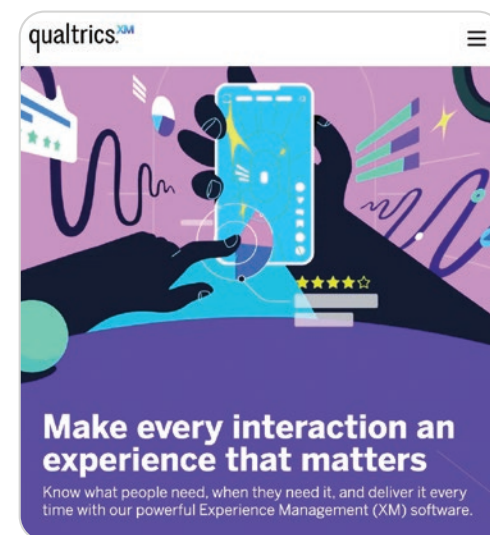 qualtrics.XM
Make every interaction an
experience that matters
Know what people need, when they need it, and deliver it every
time with our powerful Experience Management (XM) software.